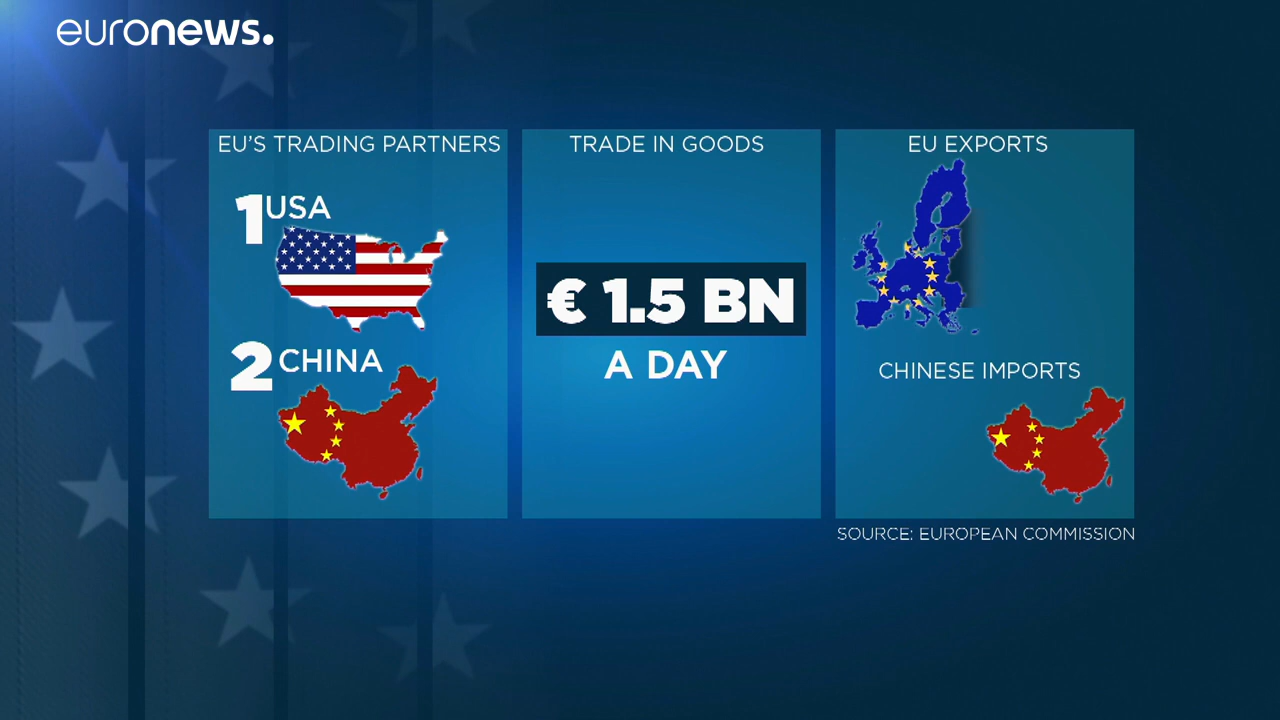 euronews.
EU'S TRADING PARTNERS
1 USA
2 CHINA
TRADE IN GOODS
€ 1.5 BN
A DAY
EU EXPORTS
CHINESE IMPORTS
SOURCE: EUROPEAN COMMISSION